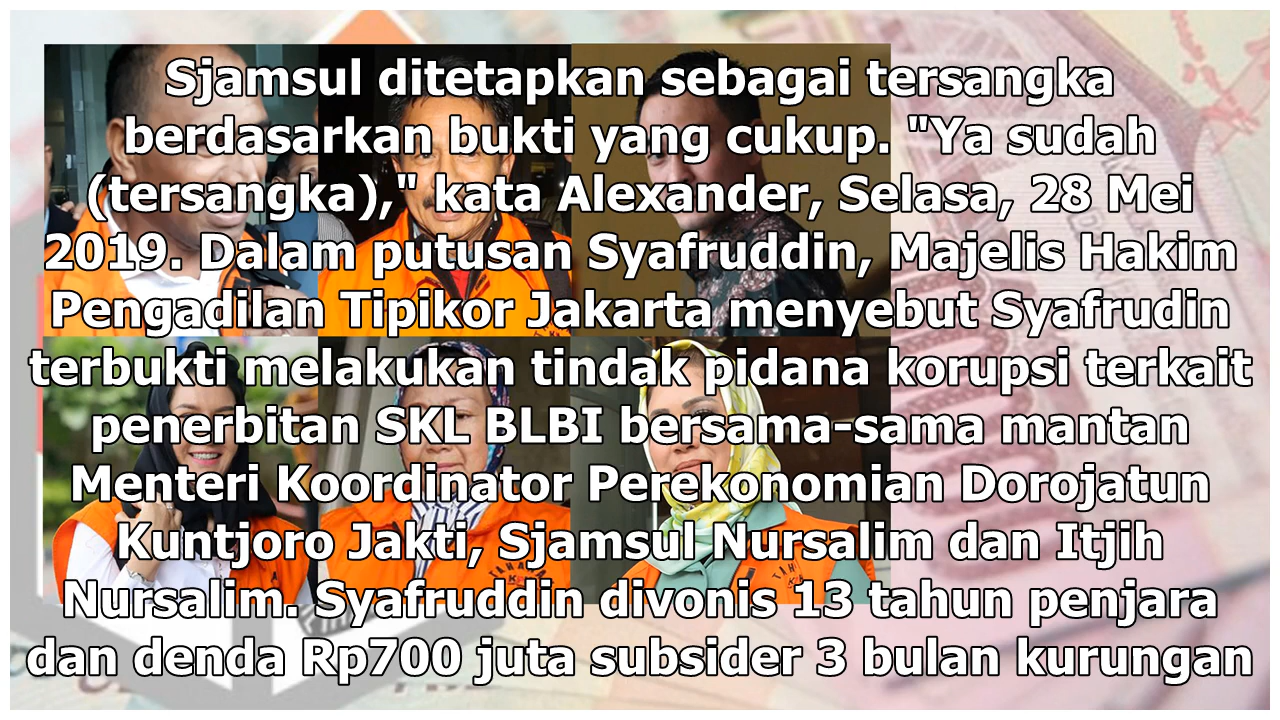 Sjamsul ditetapkan sebagai tersangka
berdasarkan bukti yang cukup. "Ya sudah
(tersangka)," kata Alexander, Selasa, 28 Mei
2019. Dalam putusan Syafruddin, Majelis Hakim
Pengadilan Tipikor Jakarta menyebut Syafrudin
terbukti melakukan tindak pidana korupsi terkait
penerbitan SKL BLBI bersama-sama mantan
Menteri Koordinator Perekonomian Dorojatun
Kuntjoro Jakti, Sjamsul Nursalim dan Itjih
Nursalim. Syafruddin divonis 13 tahun penjara
dan denda Rp700 juta subsider 3 bulan kurungan